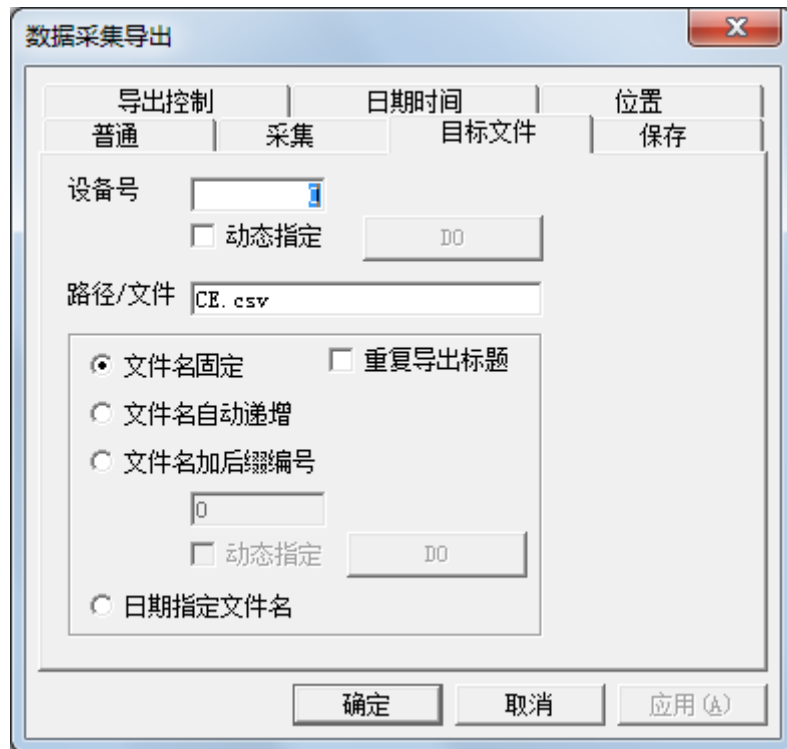 数据采集导出
导出控制 日期时间 位置
普通 采集 目标文件 保存
设备号
动态指定 D0
路径/文件 CE.csv
文件名固定 重复导出标题
文件名自动递增
文件名加后缀编号
0
动态指定 D0
日期指定文件名
确定 取消 应用(A)